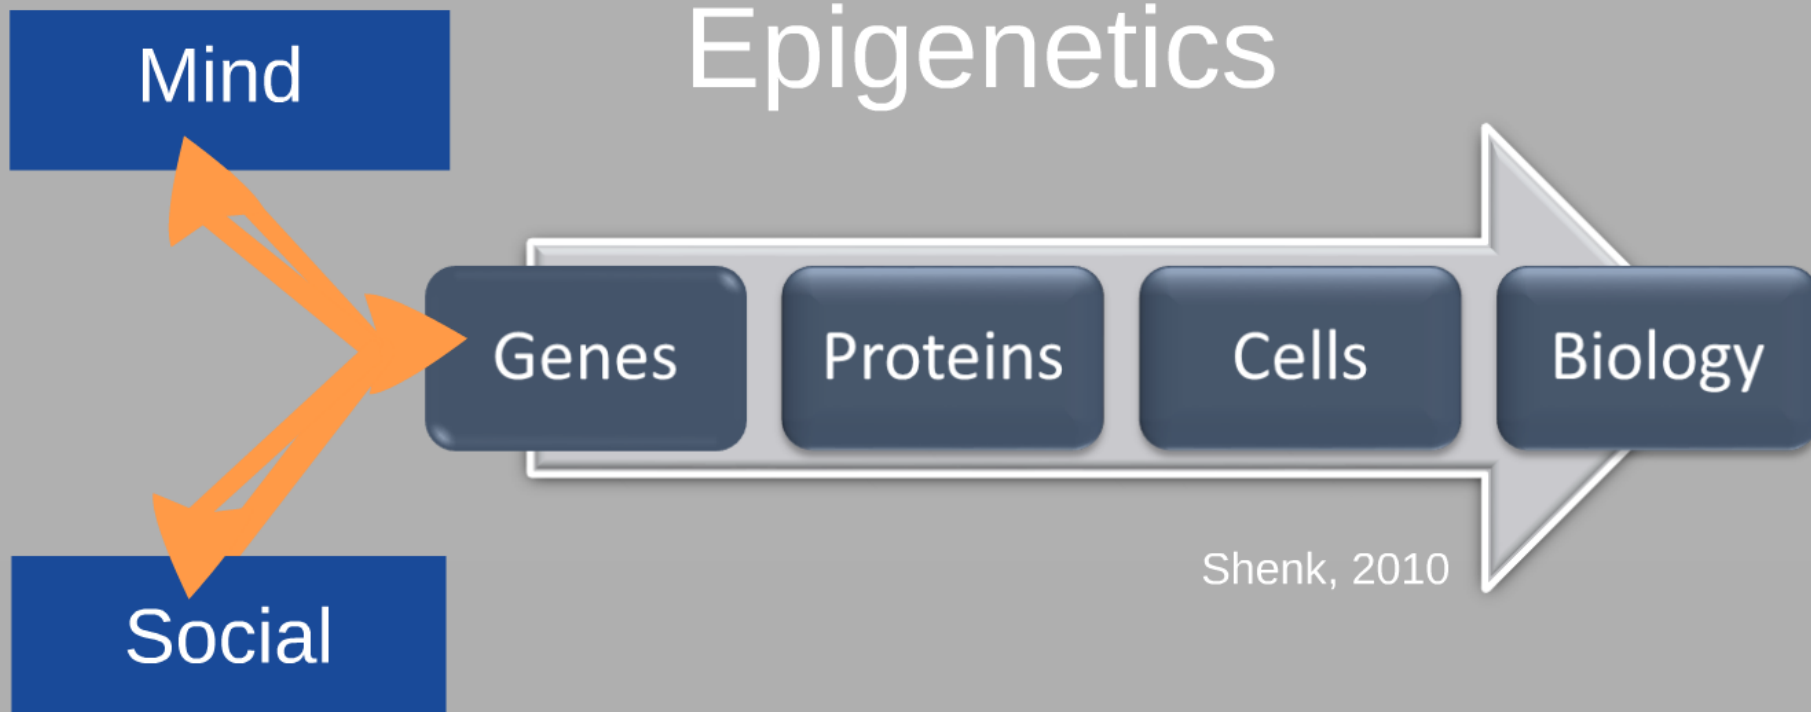 Epigenetics
Mind
Genes
Proteins
Cells
Biology
Shenk, 2010
Social